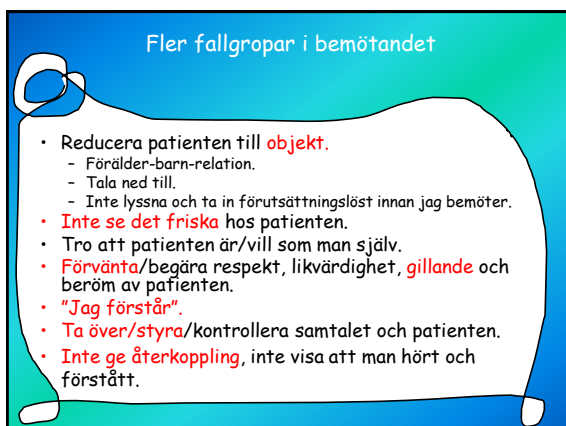 Fler fallgropar i bemötandet
• Reducera patienten till objekt.
– Förälder-barn-relation.
– Tala ned till.
– Inte lyssna och ta in förutsättningslöst innan jag bemöter.
• Inte se det friska hos patienten.
• Tro att patienten är/vill som man själv.
• Förvänta/begära respekt, likvärdighet, gillande och
beröm av patienten.
• ”Jag förstår”.
• Ta över/styra/kontrollera samtalet och patienten.
• Inte ge återkoppling, inte visa att man hört och
förstått.